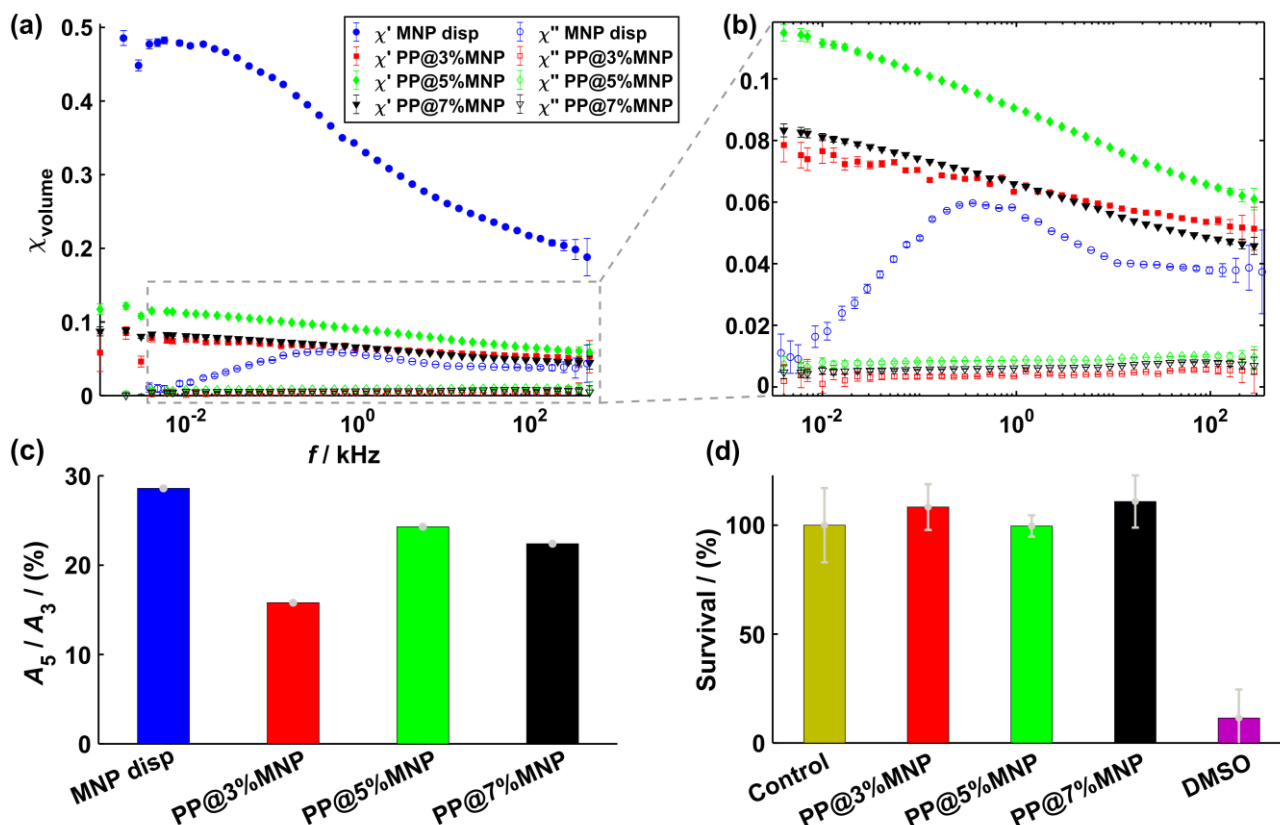 (a)
χ' MNP disp
χ' PP@3%MNP
χ' PP@5%MNP
χ' PP@7%MNP
χ'' MNP disp
χ'' PP@3%MNP
χ'' PP@5%MNP
χ'' PP@7%MNP
χvolume
0.5
0.4
0.3
0.2
0.1
0
10⁻²
10⁰
10²
f / kHz
(b)
0.1
0.08
0.06
0.04
0.02
0
10⁻²
10⁰
10²
(c)
A₅ / A₃ / (%)
30
20
10
0
MNP disp
PP@3%MNP
PP@5%MNP
PP@7%MNP
(d)
Survival / (%)
100
50
0
Control
PP@3%MNP
PP@5%MNP
PP@7%MNP
DMSO